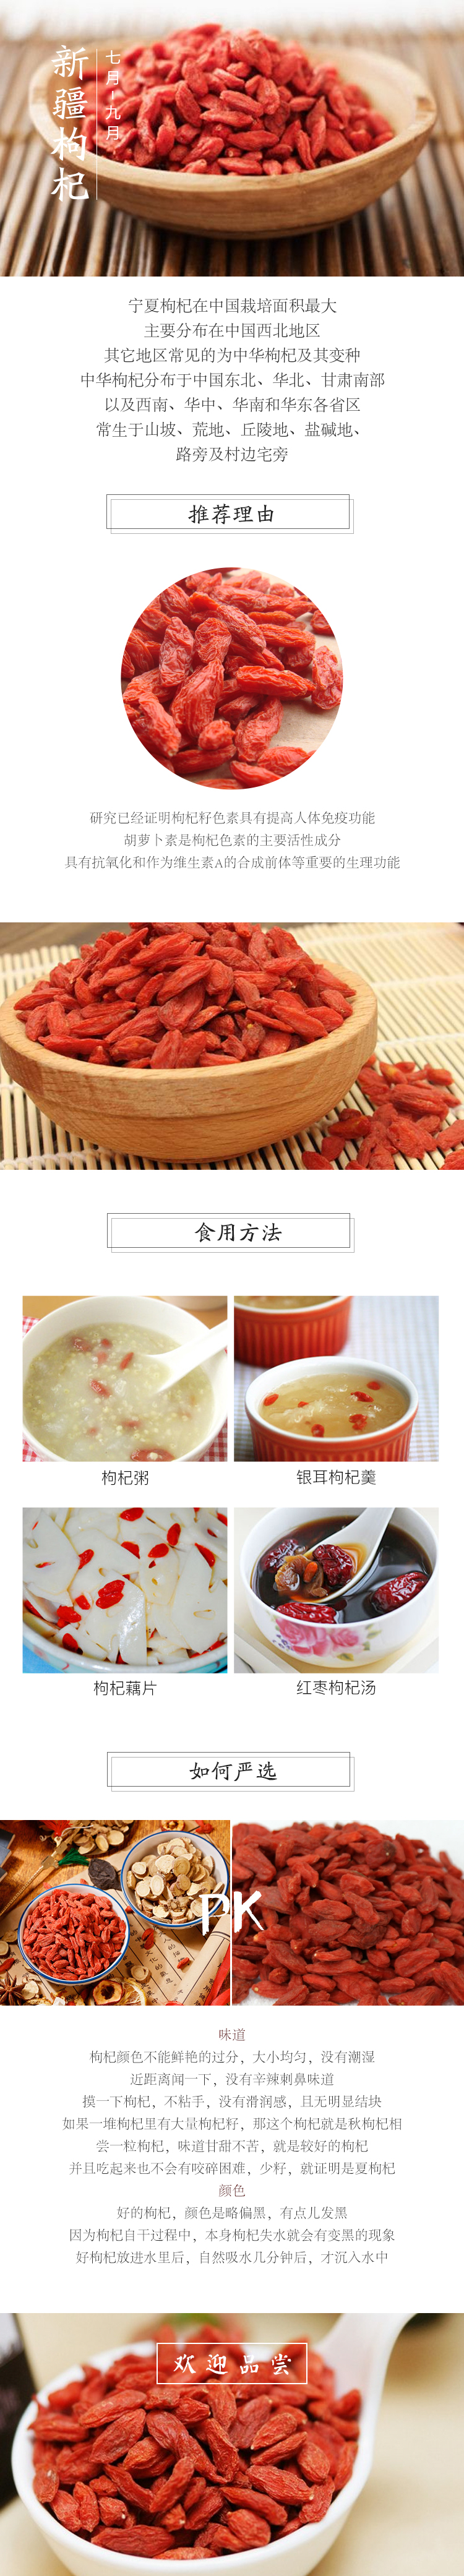 新疆枸杞
七月-九月
宁夏枸杞在中国栽培面积最大
主要分布在中国西北地区
其它地区常见的为中华枸杞及其变种
中华枸杞分布于中国东北、华北、甘肃南部
以及西南、华中、华南和华东各省区
常生于山坡、荒地、丘陵地、盐碱地、
路旁及村边宅旁
推荐理由
研究已经证明枸杞籽色素具有提高人体免疫功能
胡萝卜素是枸杞色素的主要活性成分
具有抗氧化和作为维生素A的合成前体等重要的生理功能
食用方法
枸杞粥
银耳枸杞羹
枸杞藕片
红枣枸杞汤
如何严选
PK
味道
枸杞颜色不能鲜艳的过分，大小均匀，没有潮湿
近距离闻一下，没有辛辣刺鼻味道
摸一下枸杞，不粘手，没有滑润感，且无明显结块
如果一堆枸杞里有大量枸杞籽，那这个枸杞就是秋枸杞相
尝一粒枸杞，味道甘甜不苦，就是较好的枸杞
并且吃起来也不会有咬碎困难，少籽，就证明是夏枸杞
颜色
好的枸杞，颜色是略偏黑，有点儿发黑
因为枸杞自干过程中，本身枸杞失水就会有变黑的现象
好枸杞放进水里后，自然吸水几分钟后，才沉入水中
欢迎品尝